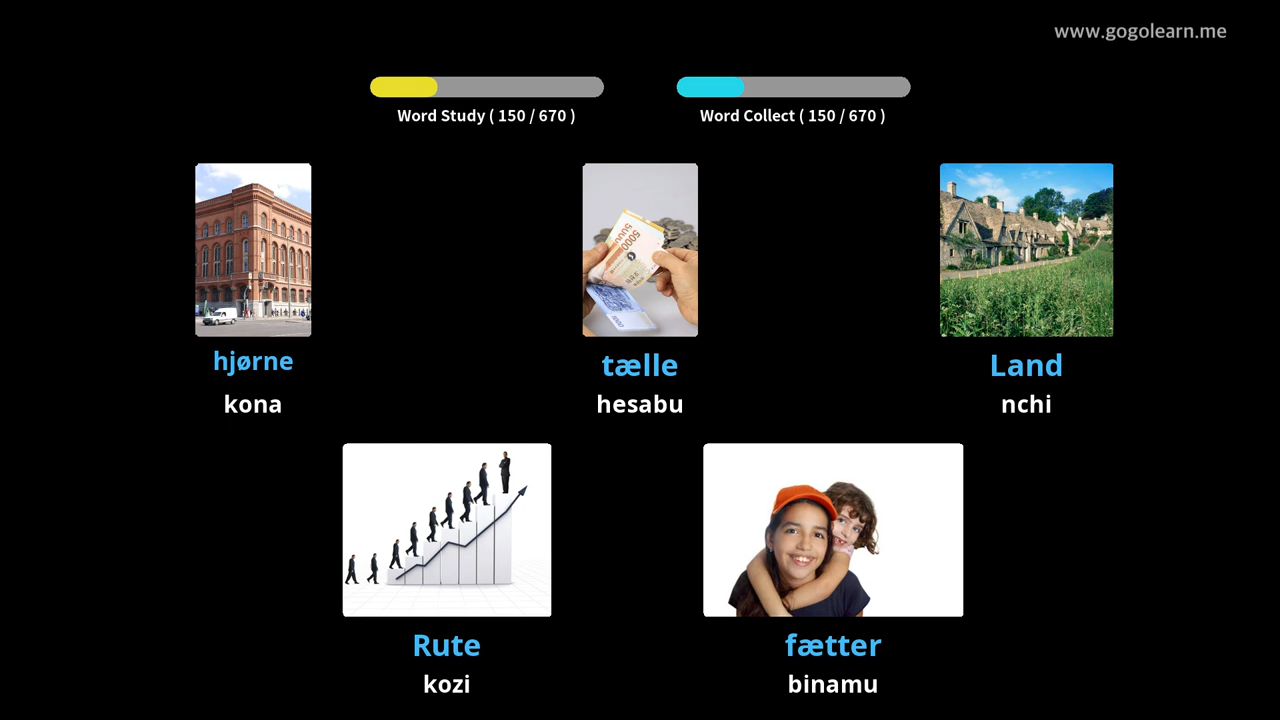 www.gogolearn.me
Word Study ( 150 / 670 )
Word Collect ( 150 / 670 )
hjørne
kona
tælle
hesabu
Land
nchi
Rute
kozi
fætter
binamu